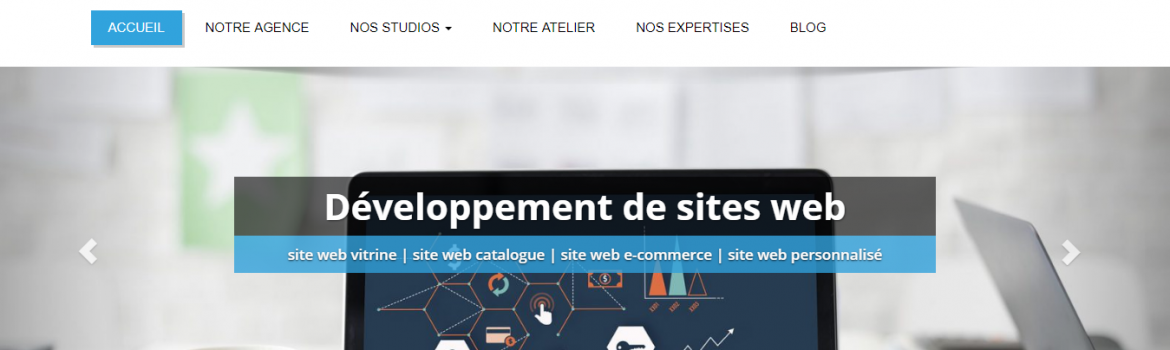 ACCUEIL NOTRE AGENCE NOS STUDIOS NOTRE ATELIER NOS EXPERTISES BLOG
Développement de sites web
site web vitrine | site web catalogue | site web e-commerce | site web personnalisé